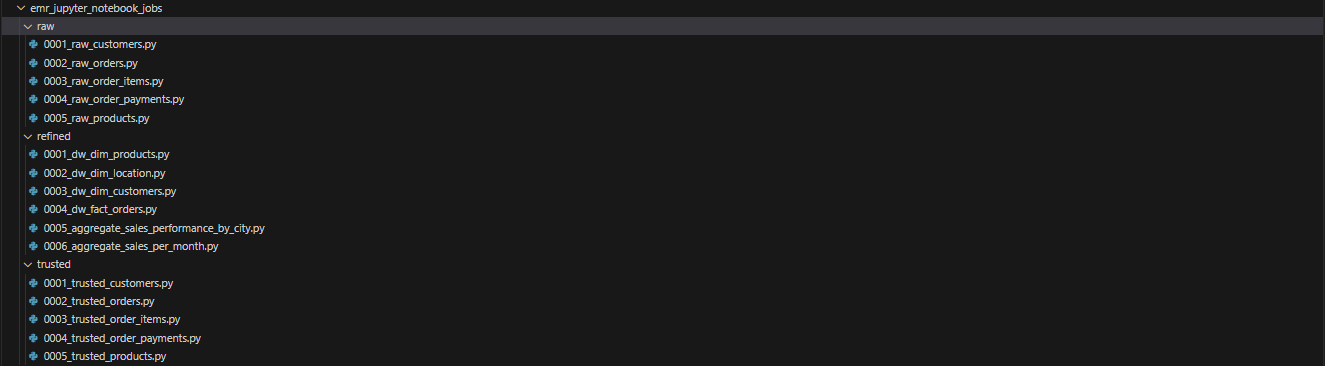 emr_jupyter_notebook_jobs
raw
0001_raw_customers.py
0002_raw_orders.py
0003_raw_order_items.py
0004_raw_order_payments.py
0005_raw_products.py
refined
0001_dw_dim_products.py
0002_dw_dim_location.py
0003_dw_dim_customers.py
0004_dw_fact_orders.py
0005_aggregate_sales_performance_by_city.py
0006_aggregate_sales_per_month.py
trusted
0001_trusted_customers.py
0002_trusted_orders.py
0003_trusted_order_items.py
0004_trusted_order_payments.py
0005_trusted_products.py